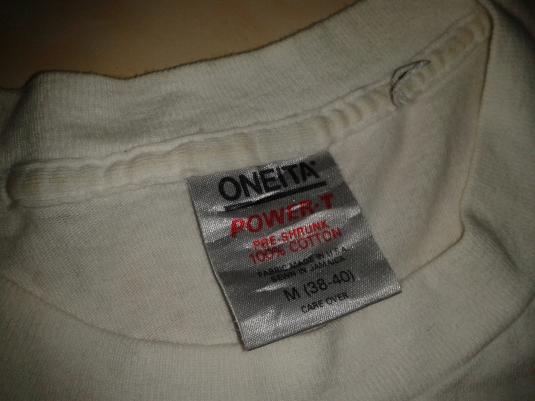 ONEITA
POWER-T
PRE-SHRUNK
100% COTTON
FABRIC MADE IN U.S.A.
SEWN IN JAMAICA
M (38-40)
CARE OVER